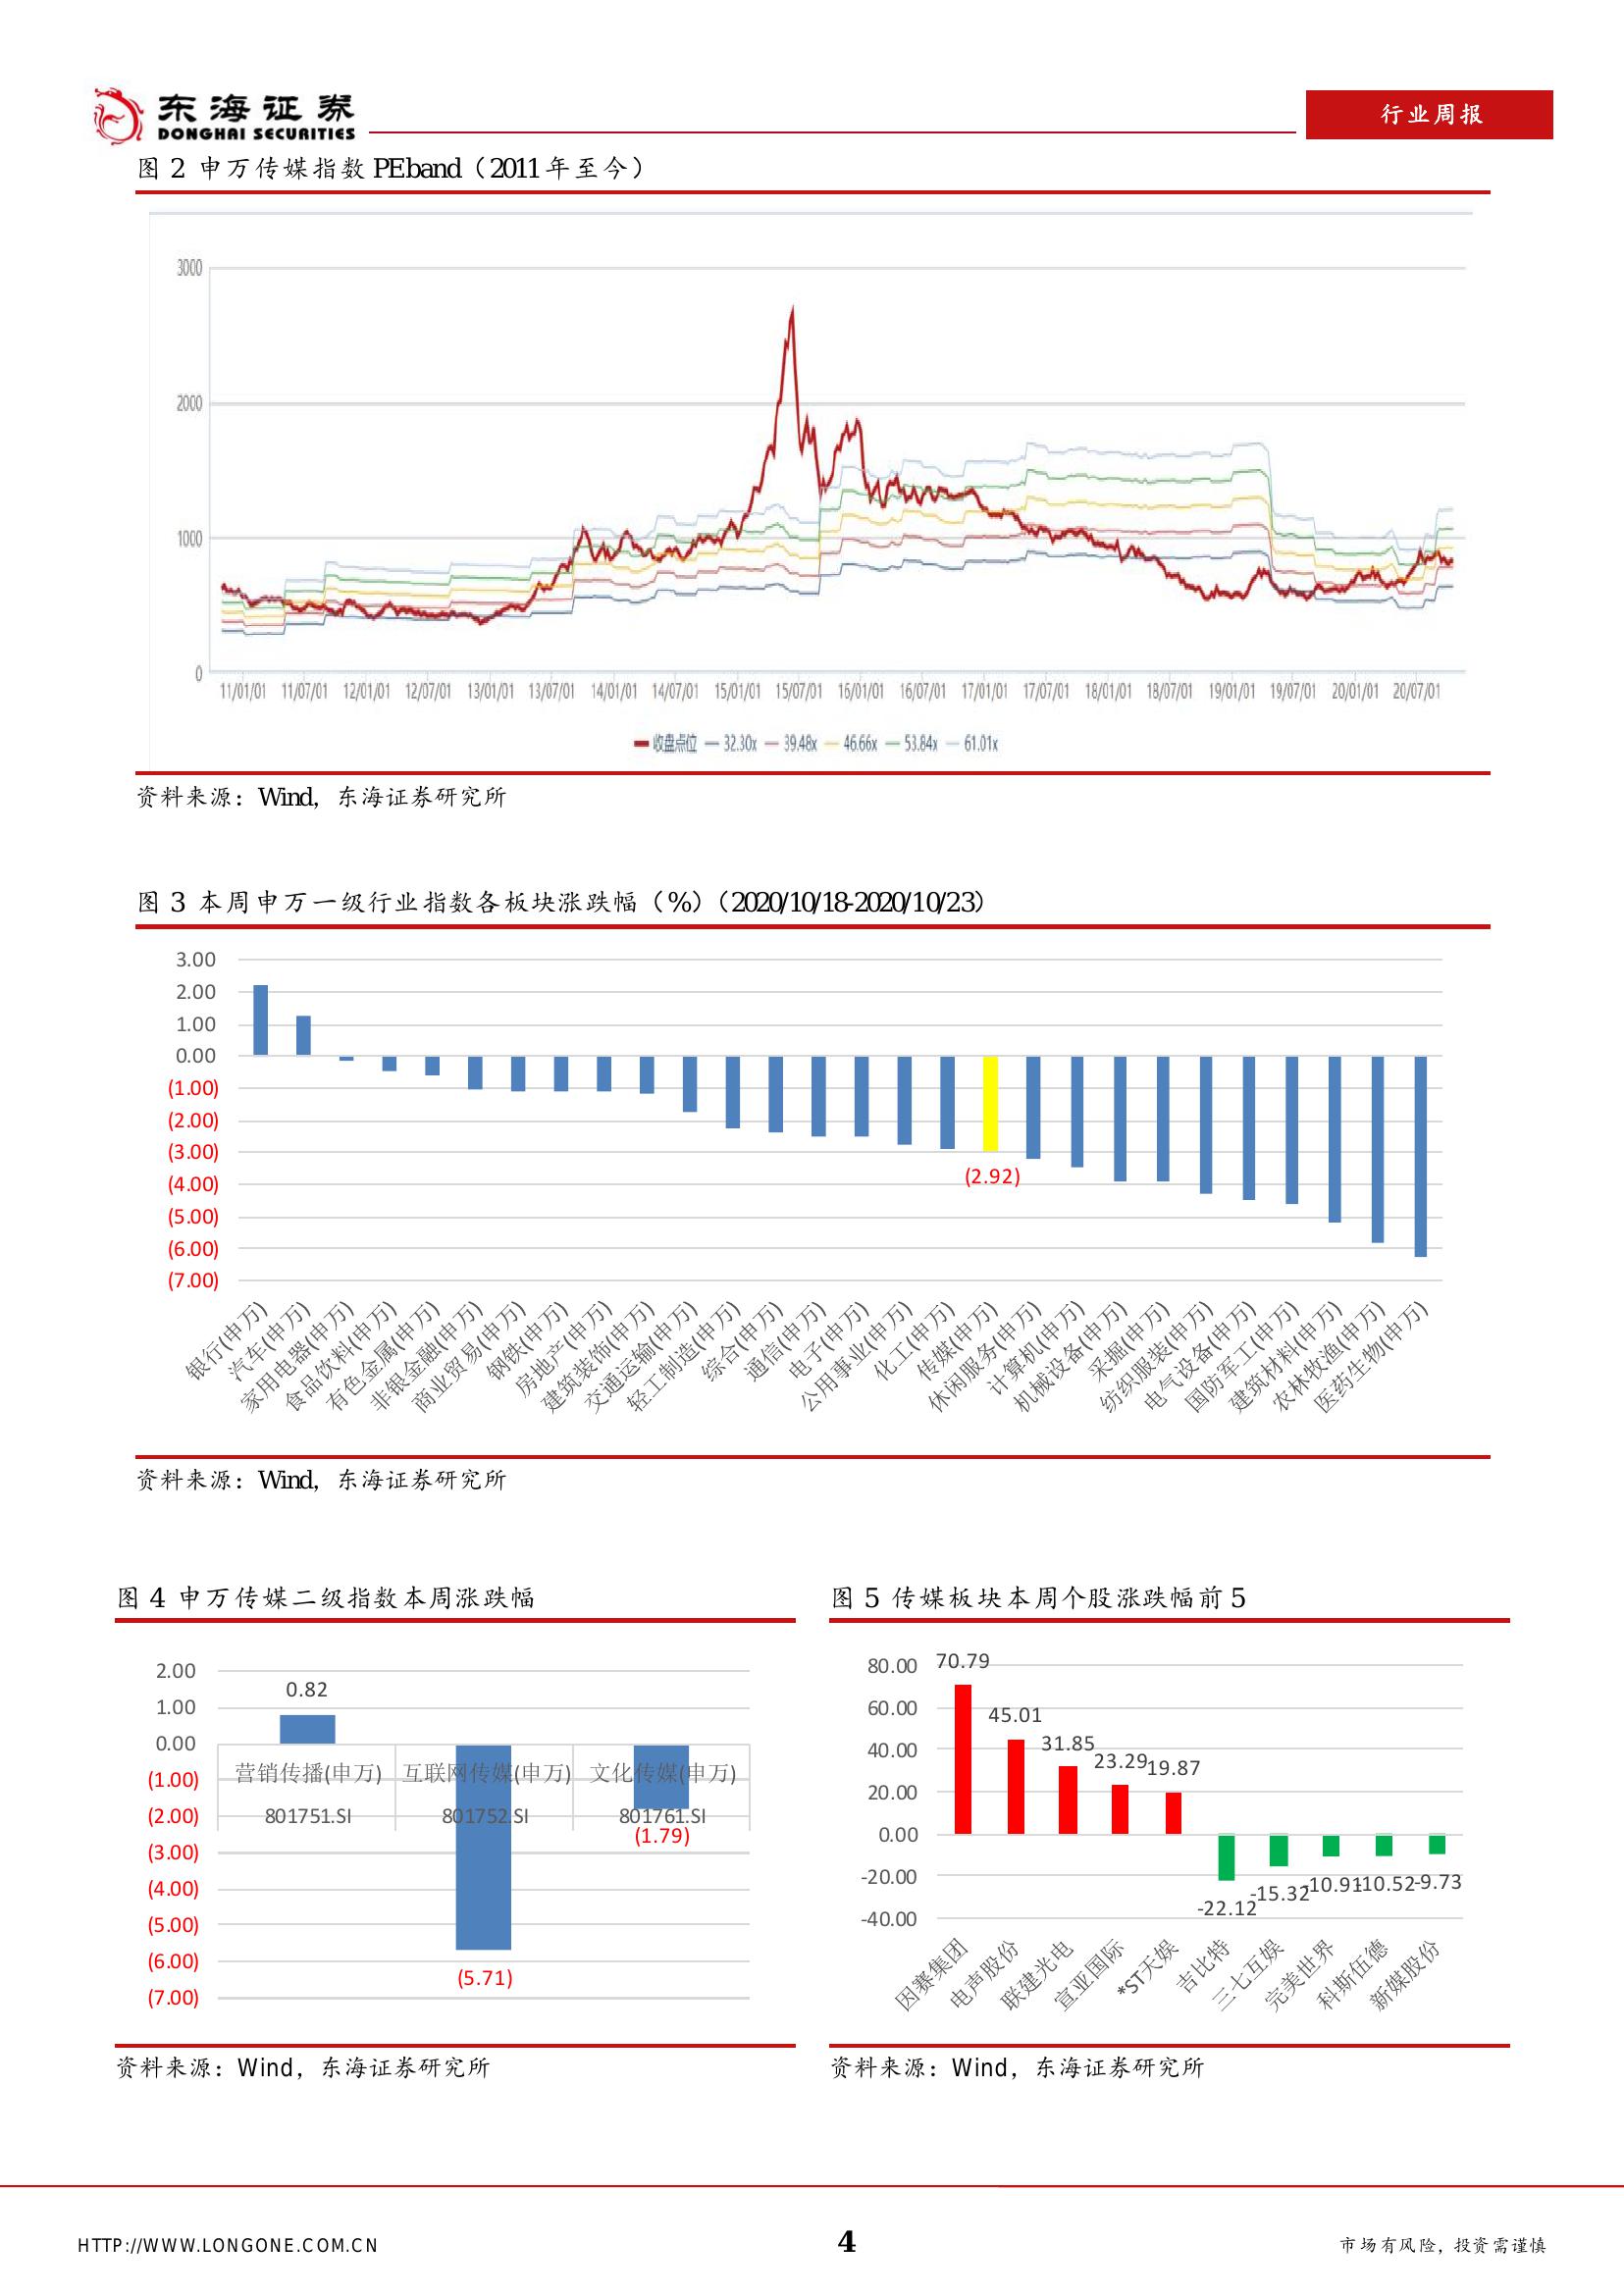 东海证券
DONGHAI SECURITIES
行业周报
图 2 申万传媒指数 PEband（2011 年至今）
3000
2000
1000
0
11/01/01 11/07/01 12/01/01 12/07/01 13/01/01 13/07/01 14/01/01 14/07/01 15/01/01 15/07/01 16/01/01 16/07/01 17/01/01 17/07/01 18/01/01 18/07/01 19/01/01 19/07/01 20/01/01 20/07/01
收盘点位 32.30x 39.48x 46.66x 53.84x 61.01x
资料来源：Wind，东海证券研究所
图 3 本周申万一级行业指数各板块涨跌幅（%）（2020/10/18-2020/10/23）
3.00
2.00
1.00
0.00
(1.00)
(2.00)
(3.00)
(4.00)
(5.00)
(6.00)
(7.00)
(2.92)
银行(申万)
汽车(申万)
家用电器(申万)
食品饮料(申万)
有色金属(申万)
非银金融(申万)
商业贸易(申万)
钢铁(申万)
房地产(申万)
建筑装饰(申万)
交通运输(申万)
轻工制造(申万)
综合(申万)
通信(申万)
电子(申万)
公用事业(申万)
化工(申万)
传媒(申万)
休闲服务(申万)
计算机(申万)
机械设备(申万)
采掘(申万)
纺织服装(申万)
电气设备(申万)
国防军工(申万)
建筑材料(申万)
农林牧渔(申万)
医药生物(申万)
资料来源：Wind，东海证券研究所
图 4 申万传媒二级指数本周涨跌幅
2.00
1.00
0.00
(1.00)
(2.00)
(3.00)
(4.00)
(5.00)
(6.00)
(7.00)
0.82
营销传播(申万) 互联网传媒(申万) 文化传媒(申万)
801751.SI 801752.SI 801761.SI
(1.79)
(5.71)
资料来源：Wind，东海证券研究所
图 5 传媒板块本周个股涨跌幅前 5
80.00
60.00
40.00
20.00
0.00
-20.00
-40.00
70.79
45.01
31.85
23.29
19.87
-22.12
-15.32
-10.91
-10.52
-9.73
因赛集团
电声股份
联建光电
宣亚国际
*ST天娱
吉比特
三七互娱
完美世界
科斯伍德
新媒股份
资料来源：Wind，东海证券研究所
HTTP://WWW.LONGONE.COM.CN
4
市场有风险，投资需谨慎